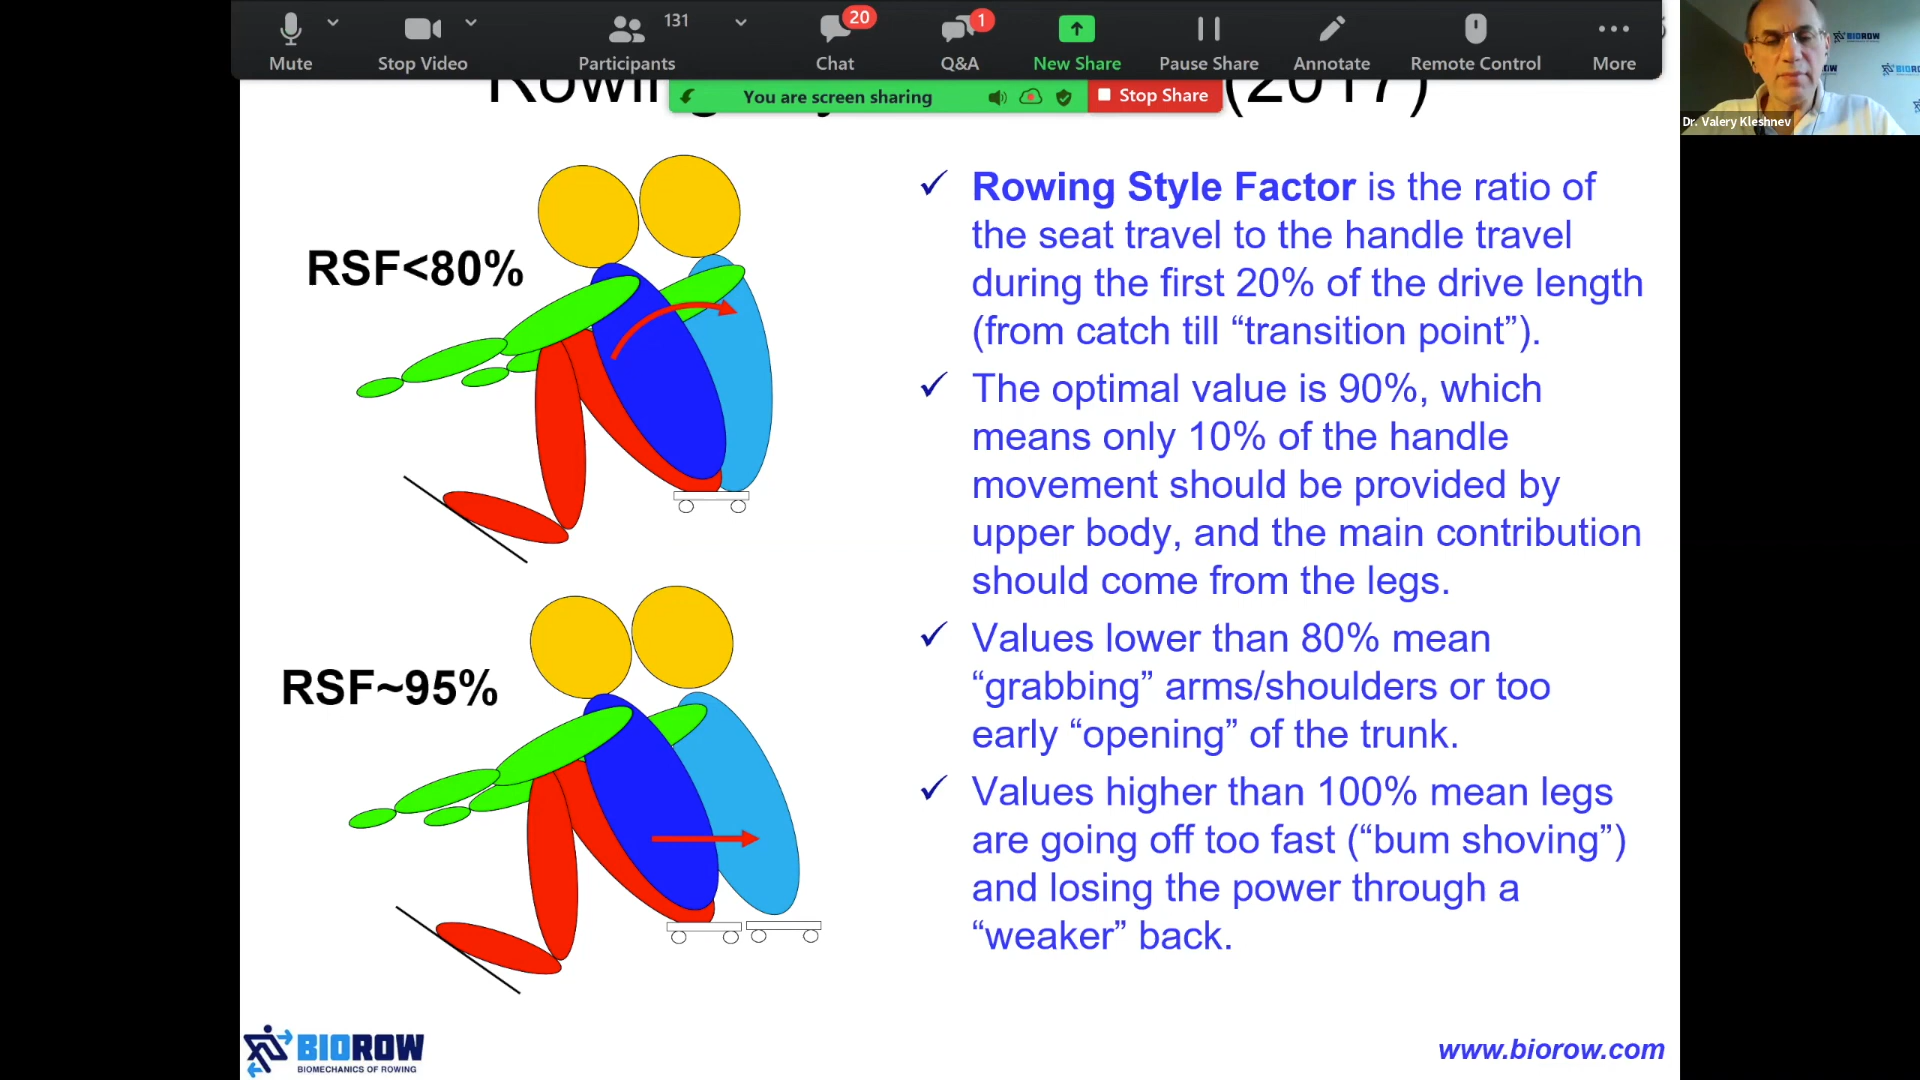 131
20
1
Mute
Stop Video
Participants
Chat
Q&A
New Share
Pause Share
Annotate
Remote Control
More
You are screen sharing
Stop Share
(2017)
BIOROW
Dr. Valery Kleshnev
RSF<80%
RSF~95%
✓ Rowing Style Factor is the ratio of
the seat travel to the handle travel
during the first 20% of the drive length
(from catch till “transition point”).
✓ The optimal value is 90%, which
means only 10% of the handle
movement should be provided by
upper body, and the main contribution
should come from the legs.
✓ Values lower than 80% mean
“grabbing” arms/shoulders or too
early “opening” of the trunk.
✓ Values higher than 100% mean legs
are going off too fast (“bum shoving”)
and losing the power through a
“weaker” back.
BIOROW
BIOMECHANICS OF ROWING
www.biorow.com